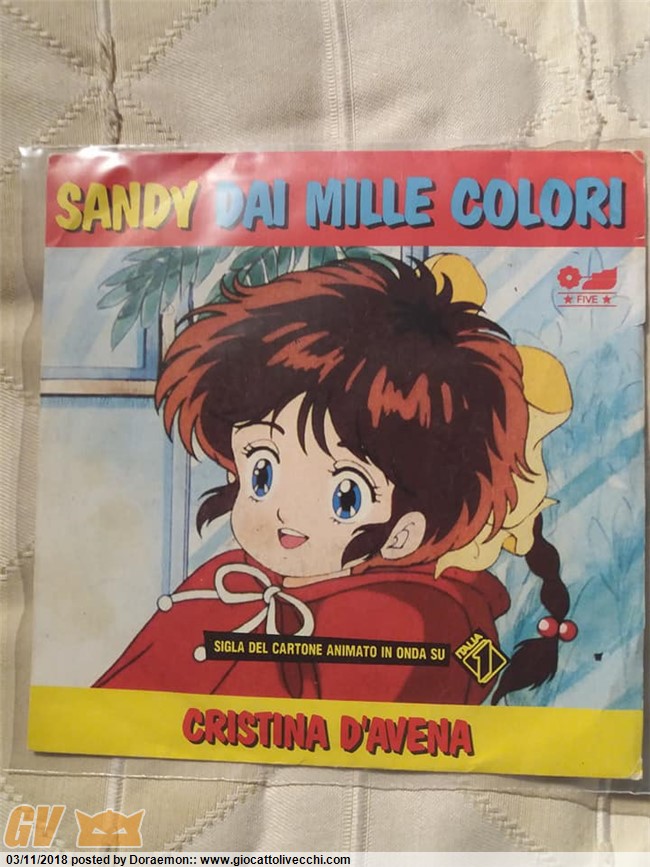 SANDY DAI MILLE COLORI
★ FIVE ★
SIGLA DEL CARTONE ANIMATO IN ONDA SU
ITALIA 1
CRISTINA D'AVENA
GV
03/11/2018 posted by Doraemon:: www.giocattolivecchi.com